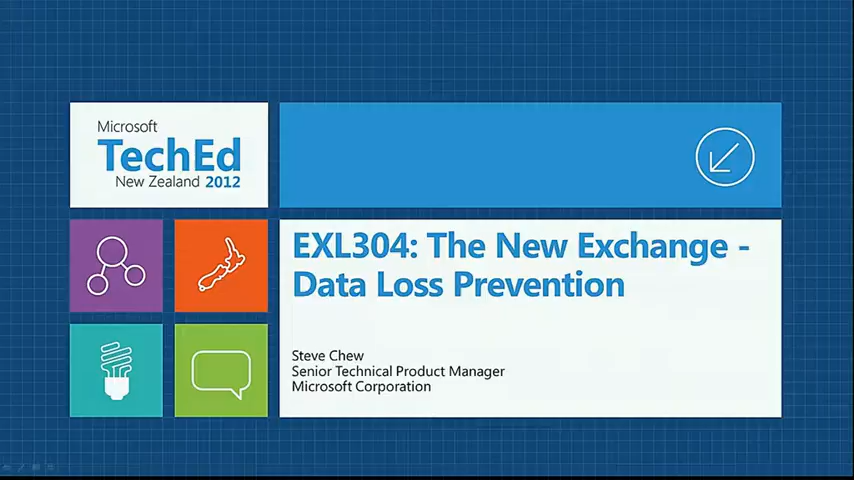 Microsoft
TechEd
New Zealand 2012
EXL304: The New Exchange -
Data Loss Prevention
Steve Chew
Senior Technical Product Manager
Microsoft Corporation